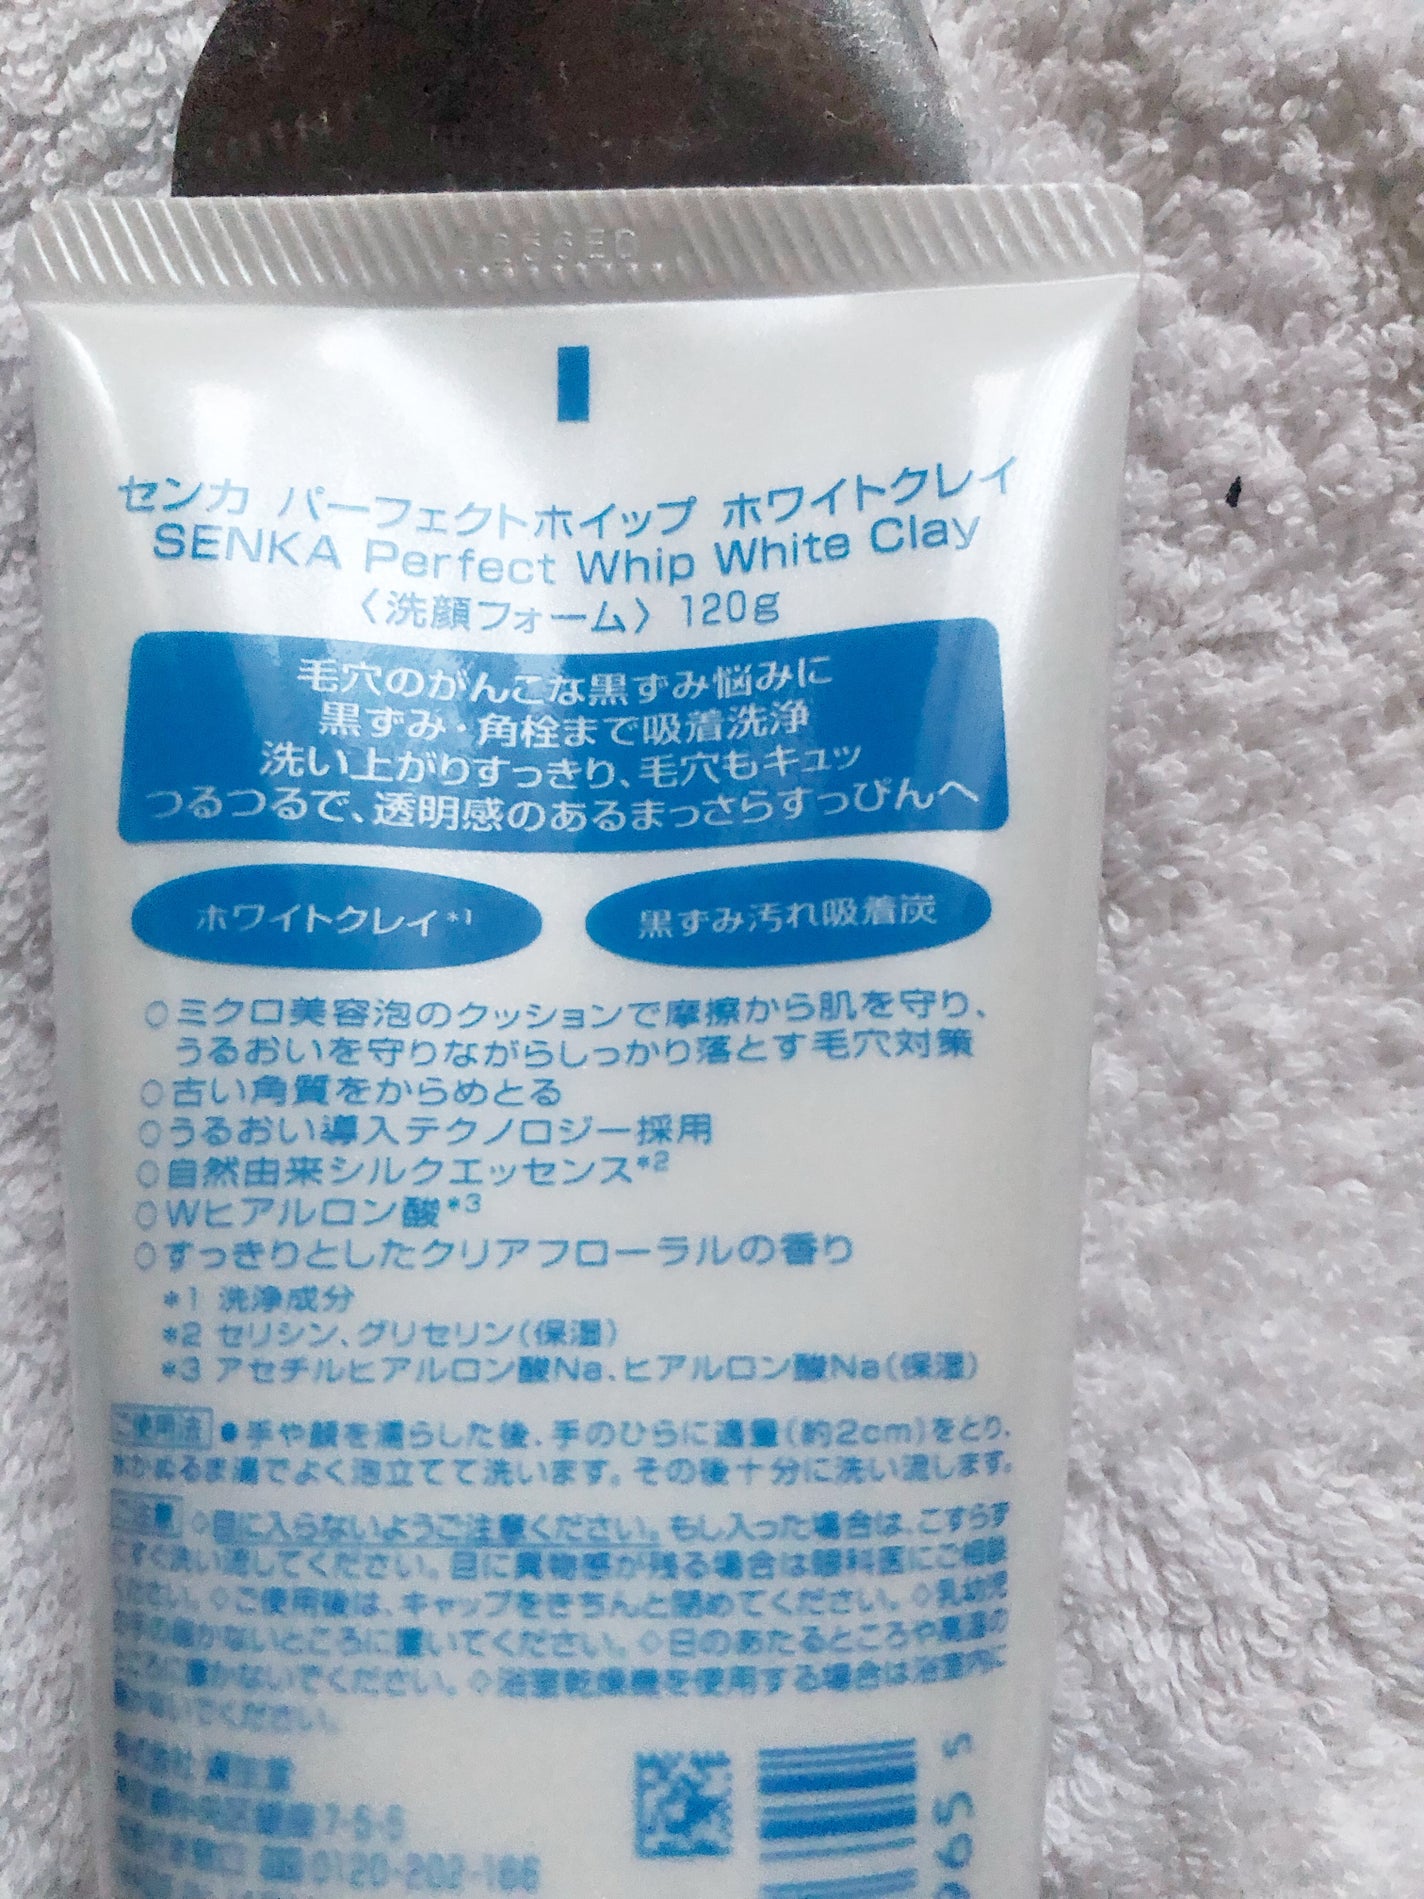 センカ パーフェクトホイップ ホワイトクレイ
SENKA Perfect Whip White Clay
〈洗顔フォーム〉120g
毛穴のがんこな黒ずみ悩みに
黒ずみ・角栓まで吸着洗浄
洗い上がりすっきり、毛穴もキュッ
つるつるで、透明感のあるまっさらすっぴんへ
ホワイトクレイ*1
黒ずみ汚れ吸着炭
○ミクロ美容泡のクッションで摩擦から肌を守り、
うるおいを守りながらしっかり落とす毛穴対策
○古い角質をからめとる
○うるおい導入テクノロジー採用
○自然由来シルクエッセンス*2
○Wヒアルロン酸*3
○すっきりとしたクリアフローラルの香り
*1 洗浄成分
*2 セリシン、グリセリン(保湿)
*3 アセチルヒアルロン酸Na、ヒアルロン酸Na(保湿)
ご使用法 ●手や顔を濡らした後、手のひらに適量(約2cm)をとり、
水かぬるま湯でよく泡立てて洗います。その後十分に洗い流します。
ご注意 ◇目に入らないようご注意ください。もし入った場合は、こすらず
すぐ洗い流してください。目に異物感が残る場合は眼科医にご相談
ください。◇ご使用後は、キャップをきちんと閉めてください。◇乳幼児
の手の届かないところに置いてください。◇日のあたるところや高温の
ところに置かないでください。◇浴室乾燥機を使用する場合は浴室内に
置かないでください。
株式会社 資生堂
7-5-5
0120-202-166